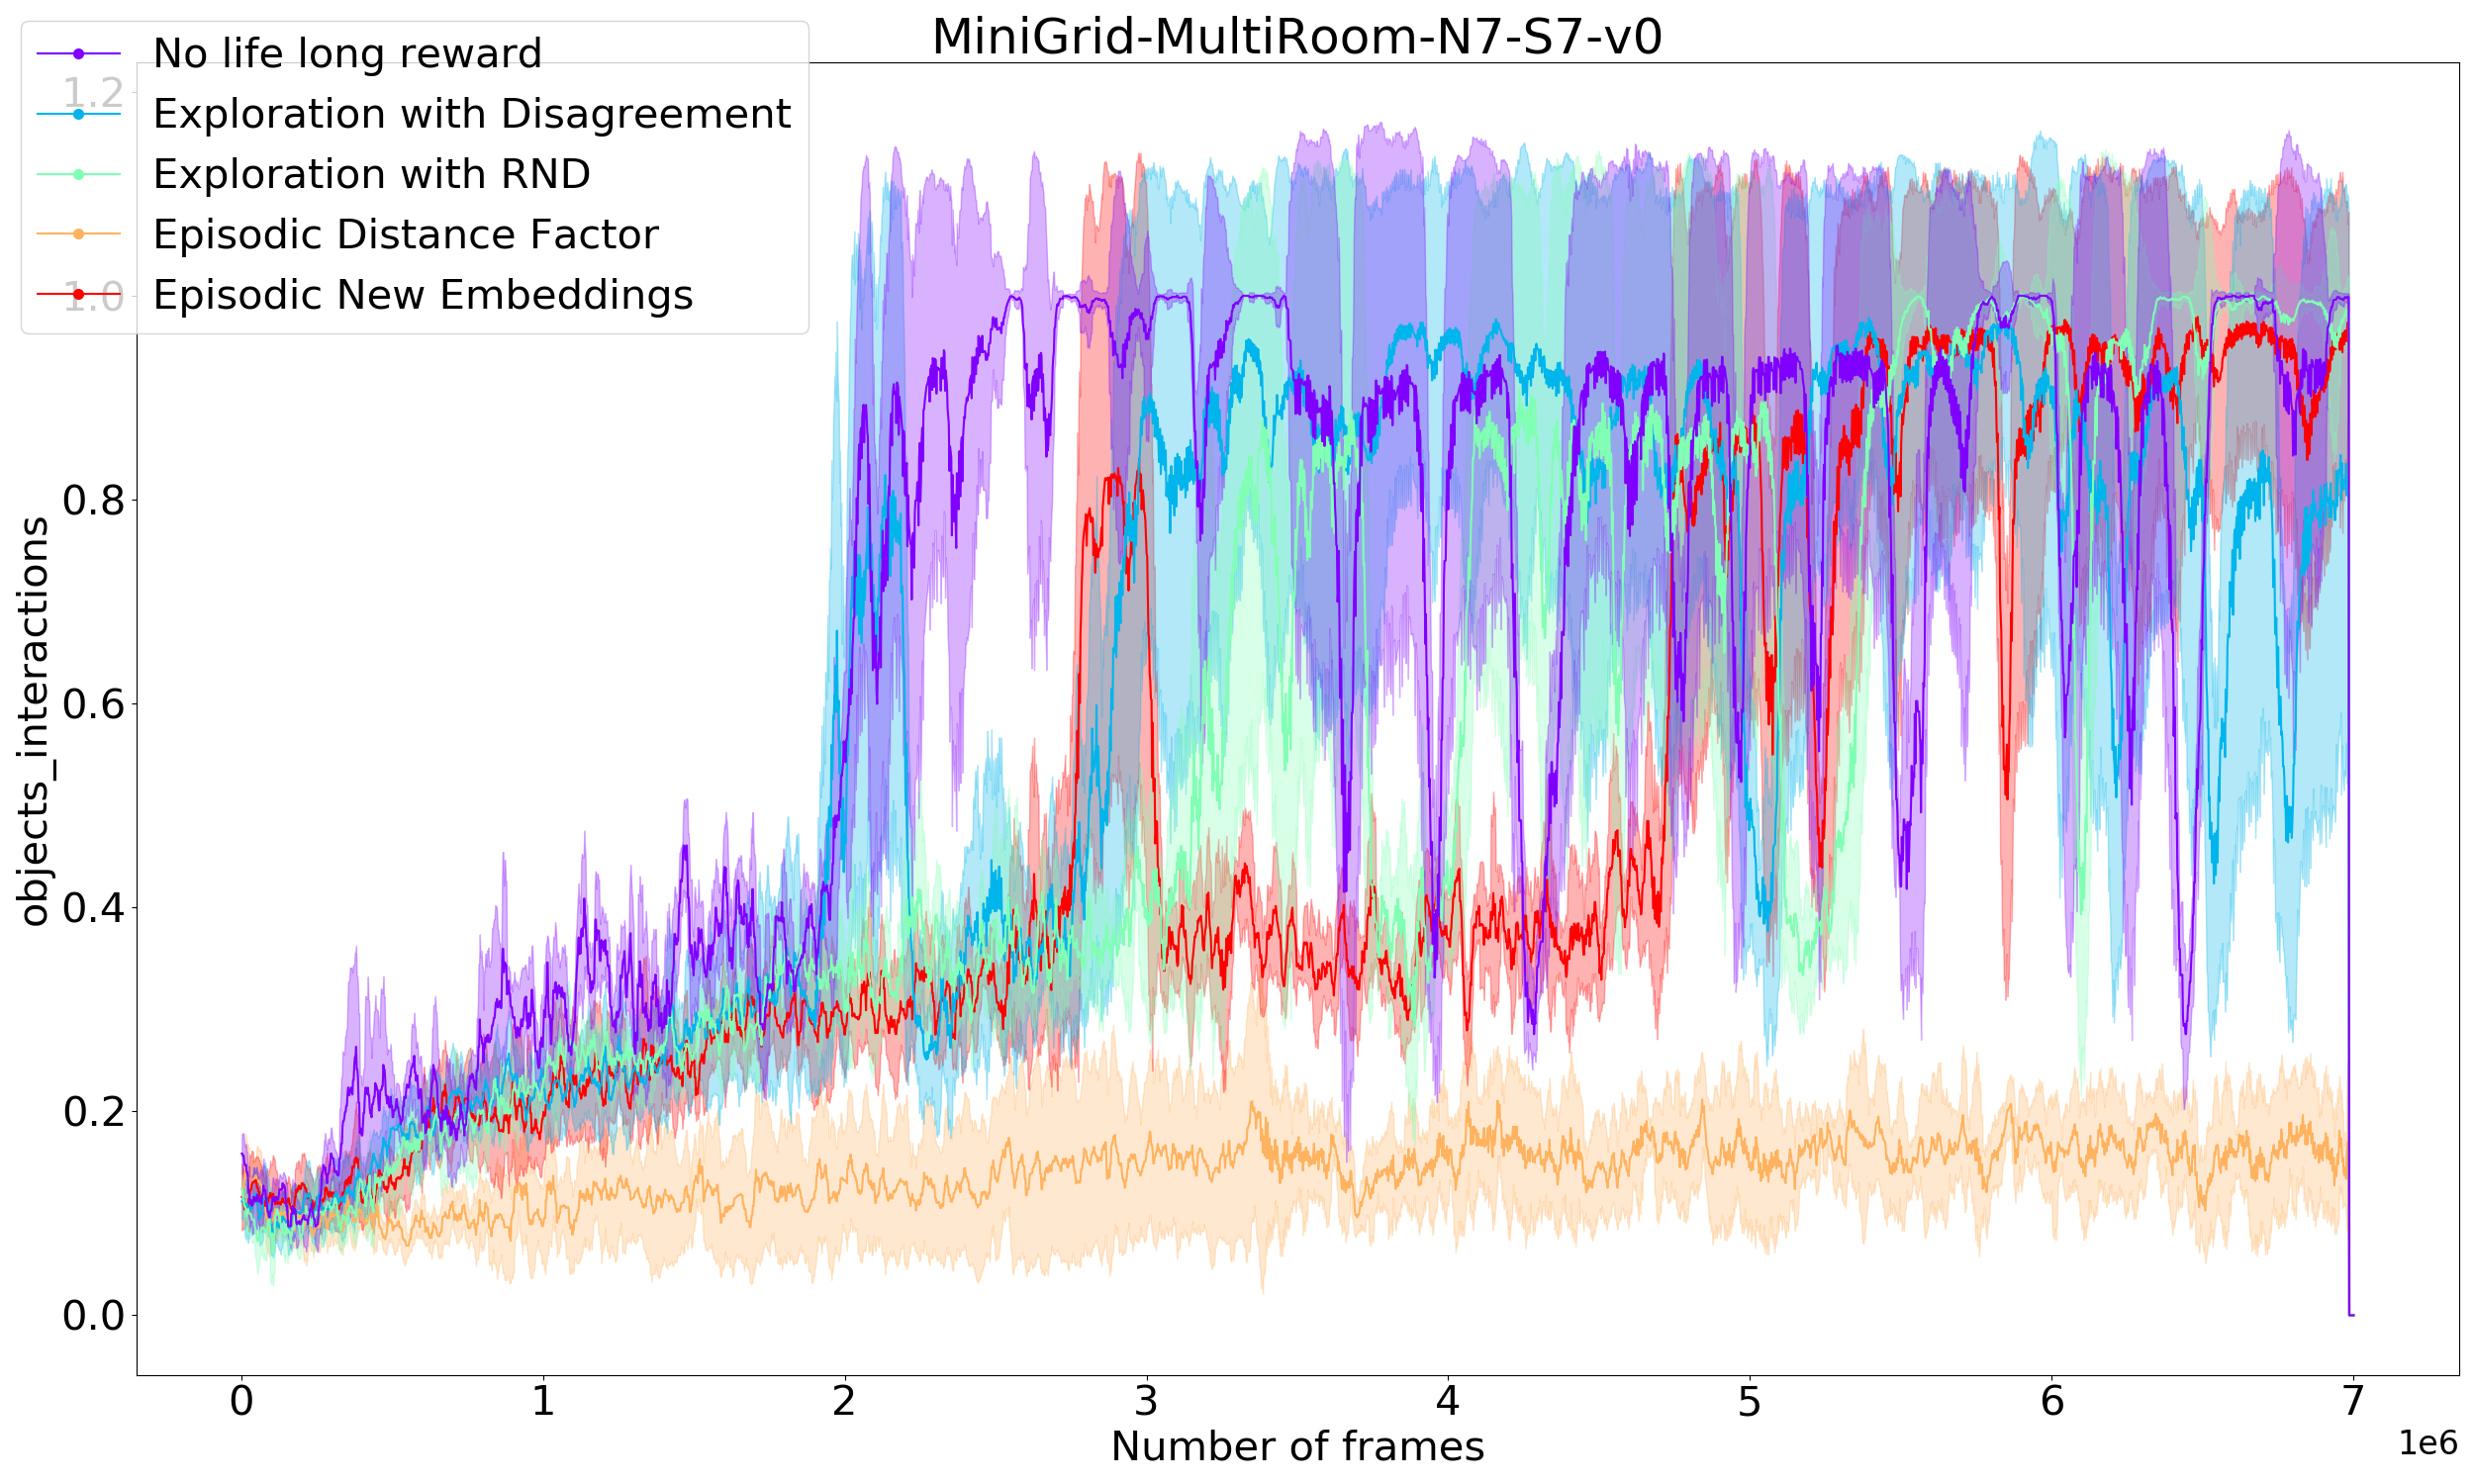 MiniGrid-MultiRoom-N7-S7-v0
No life long reward
Exploration with Disagreement
Exploration with RND
Episodic Distance Factor
Episodic New Embeddings
1.2
1.0
0.8
0.6
0.4
0.2
0.0
objects_interactions
0 1 2 3 4 5 6 7
1e6
Number of frames